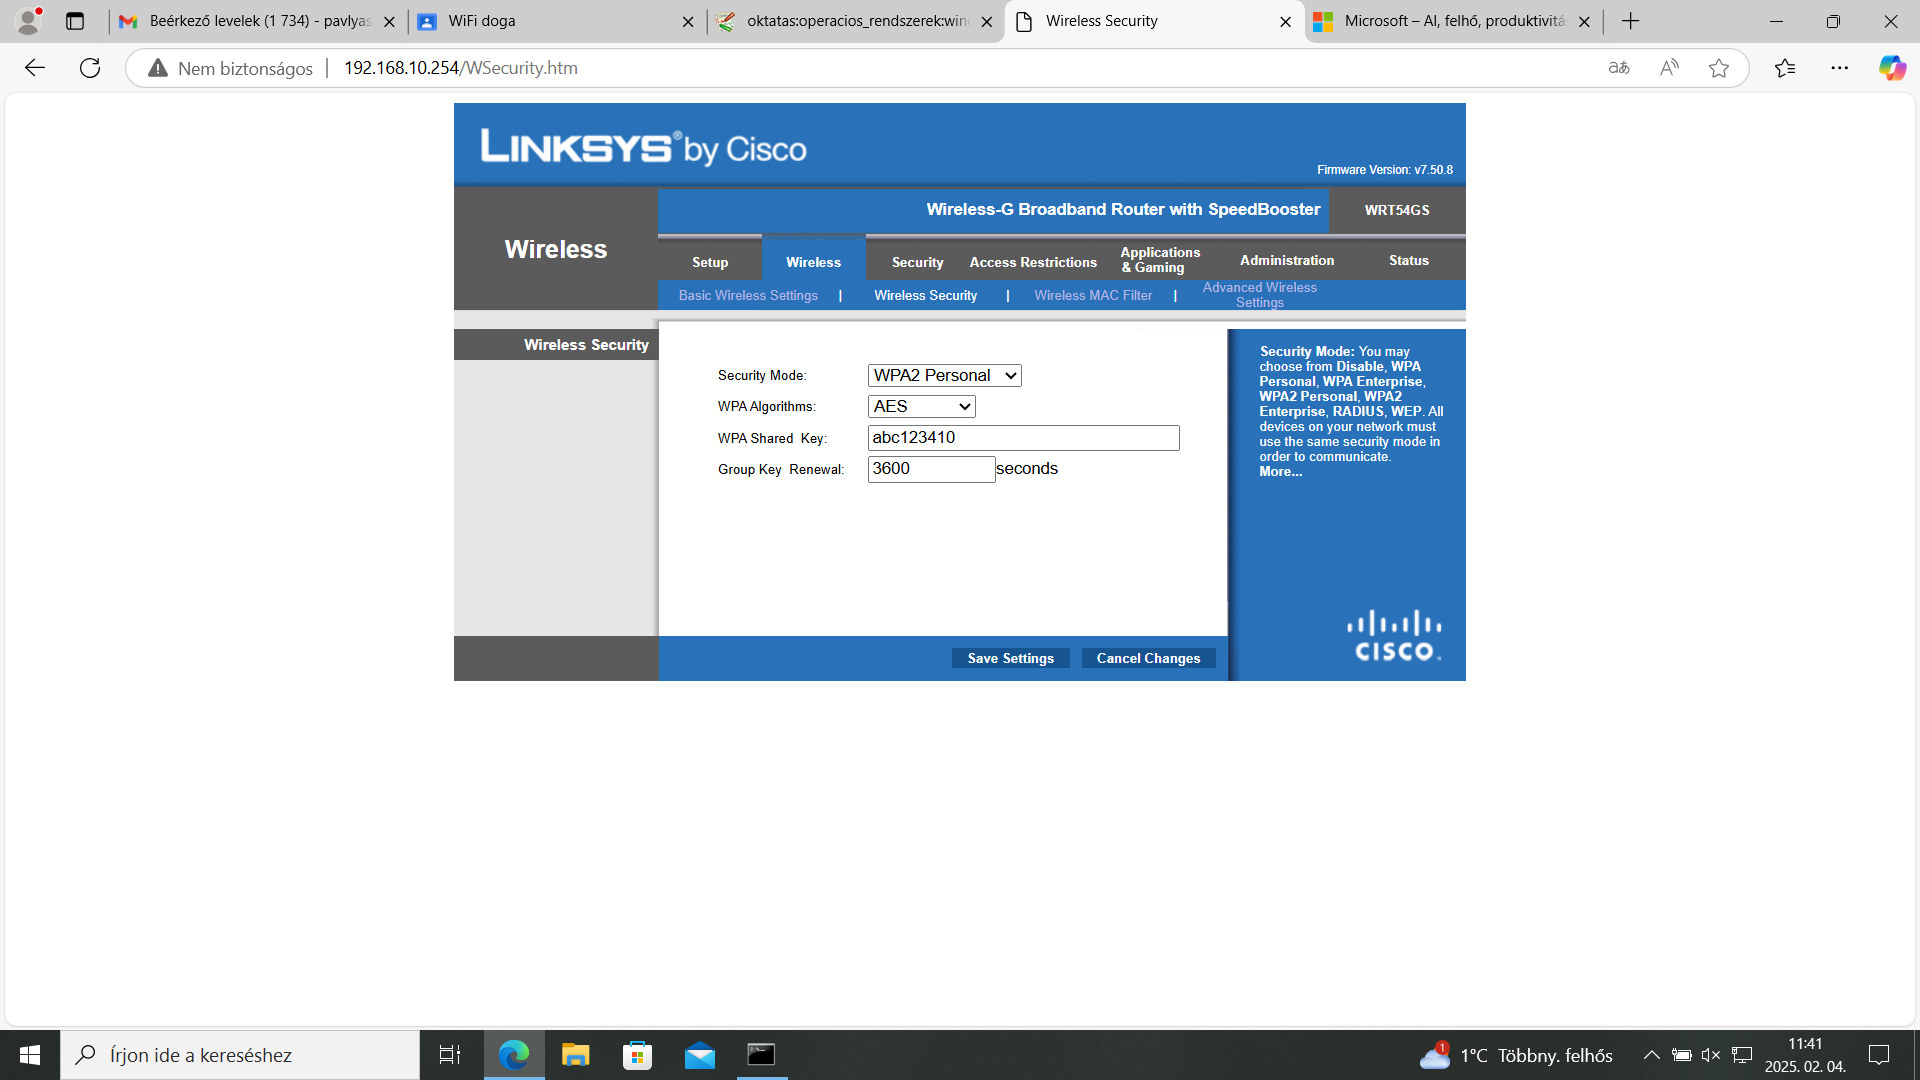 Beérkező levelek (1 734) - pavlyas
WiFi doga
oktatas:operacios_rendszerek:win
Wireless Security
Microsoft – AI, felhő, produktivitás
Nem biztonságos
192.168.10.254/WSecurity.htm
LINKSYS® by Cisco
Firmware Version: v7.50.8
Wireless-G Broadband Router with SpeedBooster
WRT54GS
Wireless
Setup
Wireless
Security
Access Restrictions
Applications
& Gaming
Administration
Status
Basic Wireless Settings
|
Wireless Security
|
Wireless MAC Filter
|
Advanced Wireless
Settings
Wireless Security
Security Mode: WPA2 Personal
WPA Algorithms: AES
WPA Shared Key: abc123410
Group Key Renewal: 3600 seconds
Security Mode: You may
choose from Disable, WPA
Personal, WPA Enterprise,
WPA2 Personal, WPA2
Enterprise, RADIUS, WEP. All
devices on your network must
use the same security mode in
order to communicate.
More...
CISCO
Save Settings
Cancel Changes
Írjon ide a kereséshez
1
1°C Többny. felhős
11:41
2025. 02. 04.